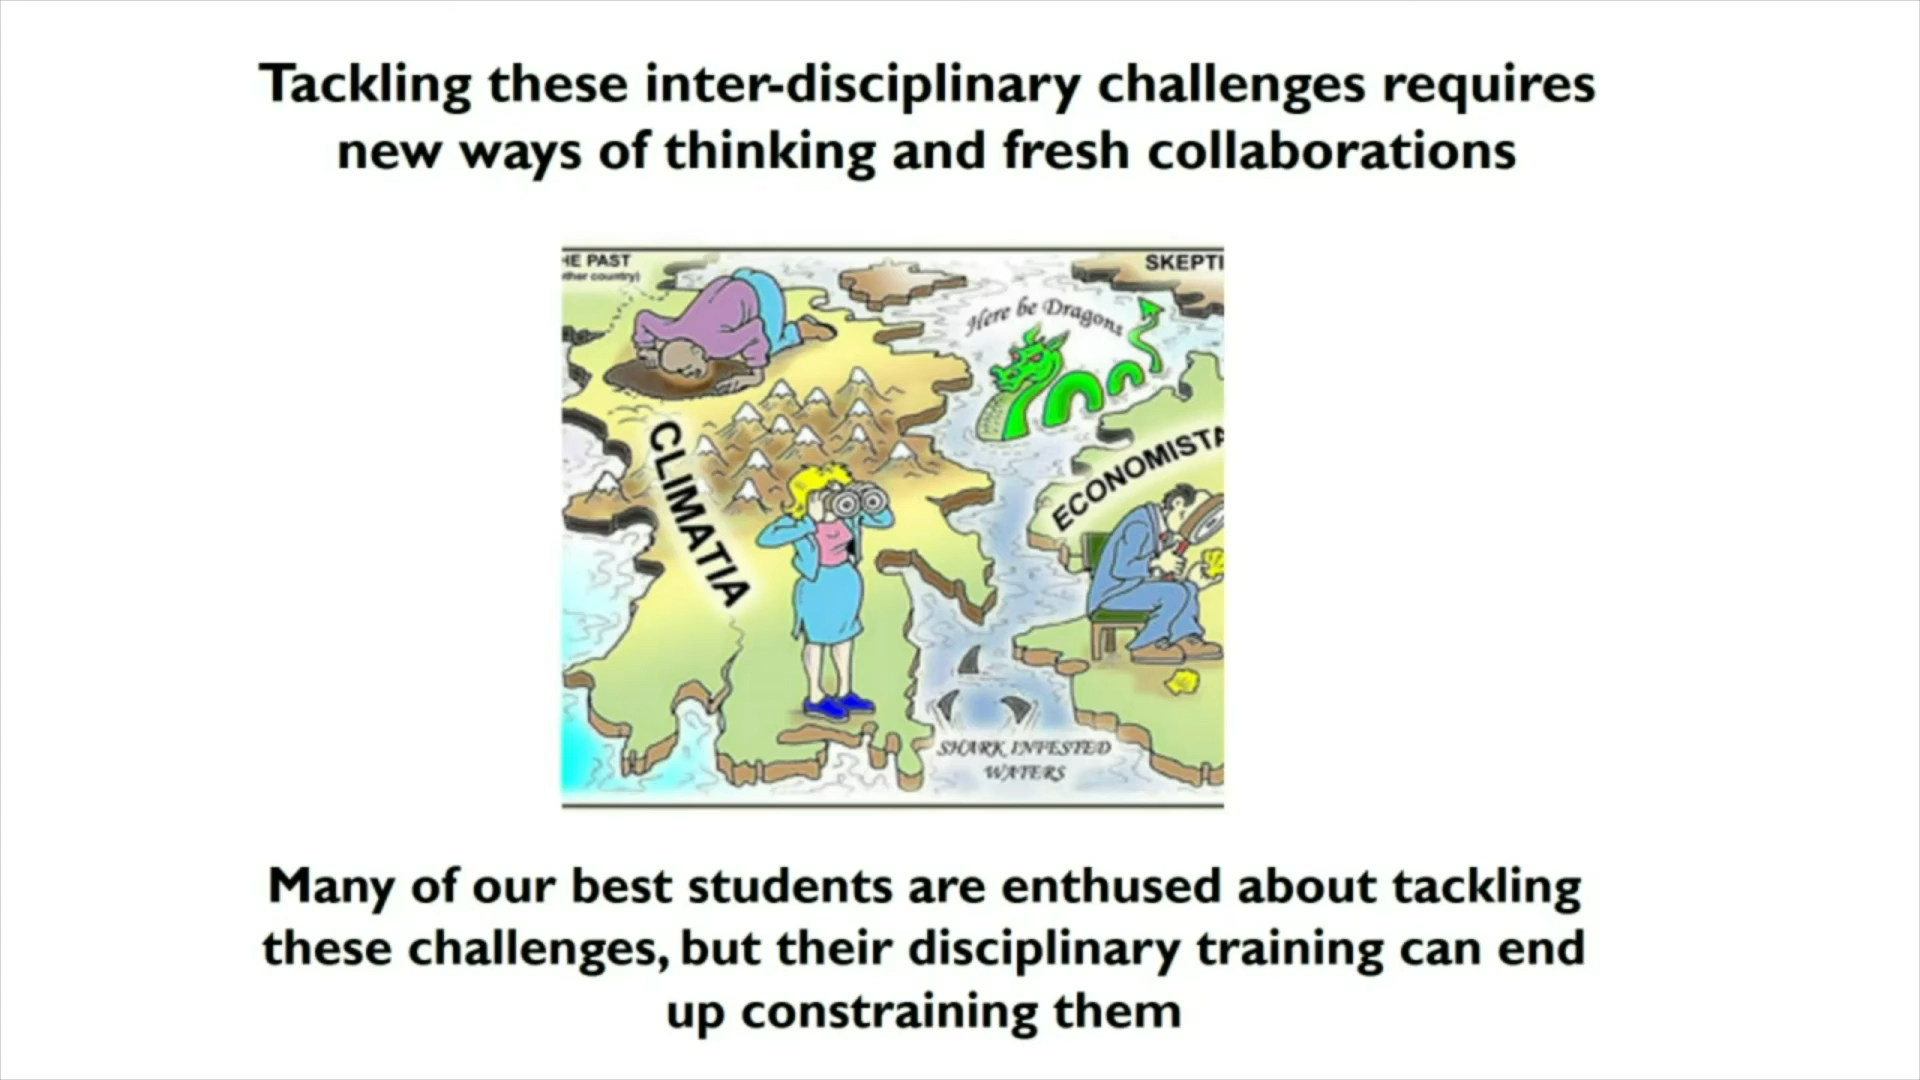 Tackling these inter-disciplinary challenges requires
new ways of thinking and fresh collaborations
HE PAST
ther country)
SKEPTI
Here be Dragons
CLIMATIA
ECONOMISTA
SHARK INFESTED
WATERS
Many of our best students are enthused about tackling
these challenges, but their disciplinary training can end
up constraining them